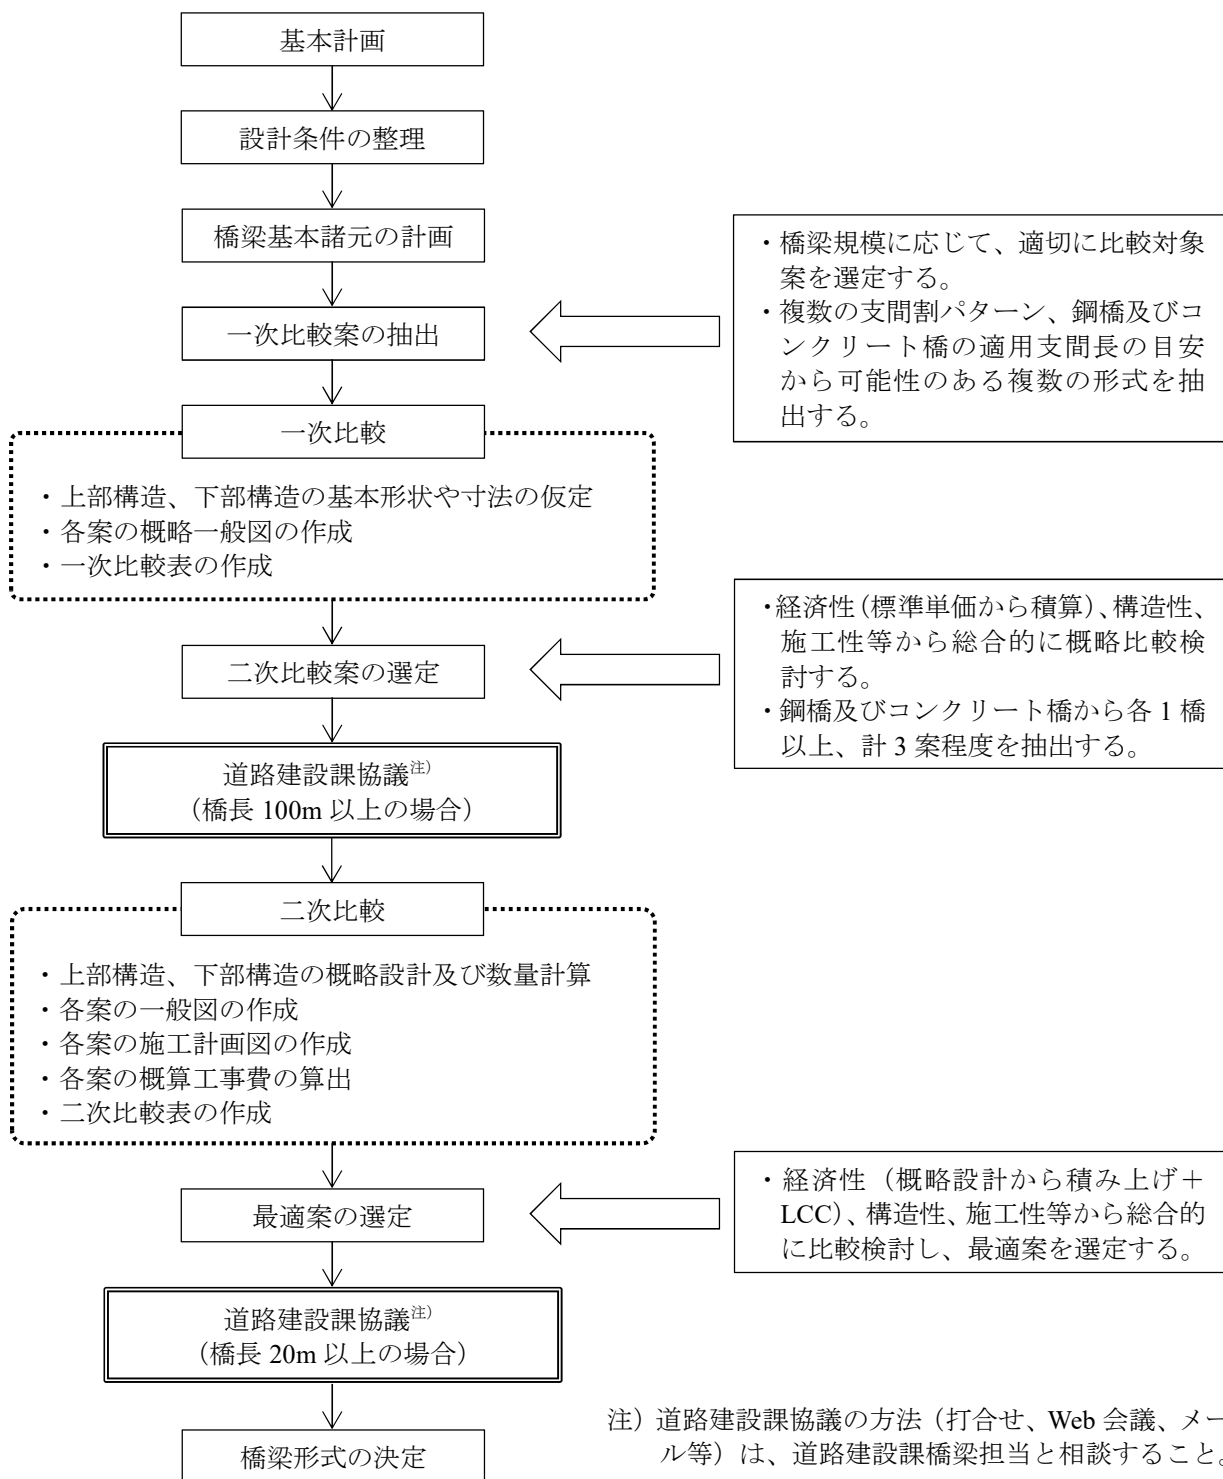 基本計画
設計条件の整理
橋梁基本諸元の計画
一次比較案の抽出
・橋梁規模に応じて、適切に比較対象
案を選定する。
・複数の支間割パターン、鋼橋及びコ
ンクリート橋の適用支間長の目安
から可能性のある複数の形式を抽
出する。
一次比較
・上部構造、下部構造の基本形状や寸法の仮定
・各案の概略一般図の作成
・一次比較表の作成
二次比較案の選定
・経済性（標準単価から積算）、構造性、
施工性等から総合的に概略比較検
討する。
・鋼橋及びコンクリート橋から各 1 橋
以上、計 3 案程度を抽出する。
道路建設課協議注）
（橋長 100m 以上の場合）
二次比較
・上部構造、下部構造の概略設計及び数量計算
・各案の一般図の作成
・各案の施工計画図の作成
・各案の概算工事費の算出
・二次比較表の作成
最適案の選定
・経済性（概略設計から積み上げ＋
LCC）、構造性、施工性等から総合的
に比較検討し、最適案を選定する。
道路建設課協議注）
（橋長 20m 以上の場合）
橋梁形式の決定
注）道路建設課協議の方法（打合せ、Web 会議、メー
ル等）は、道路建設課橋梁担当と相談すること。